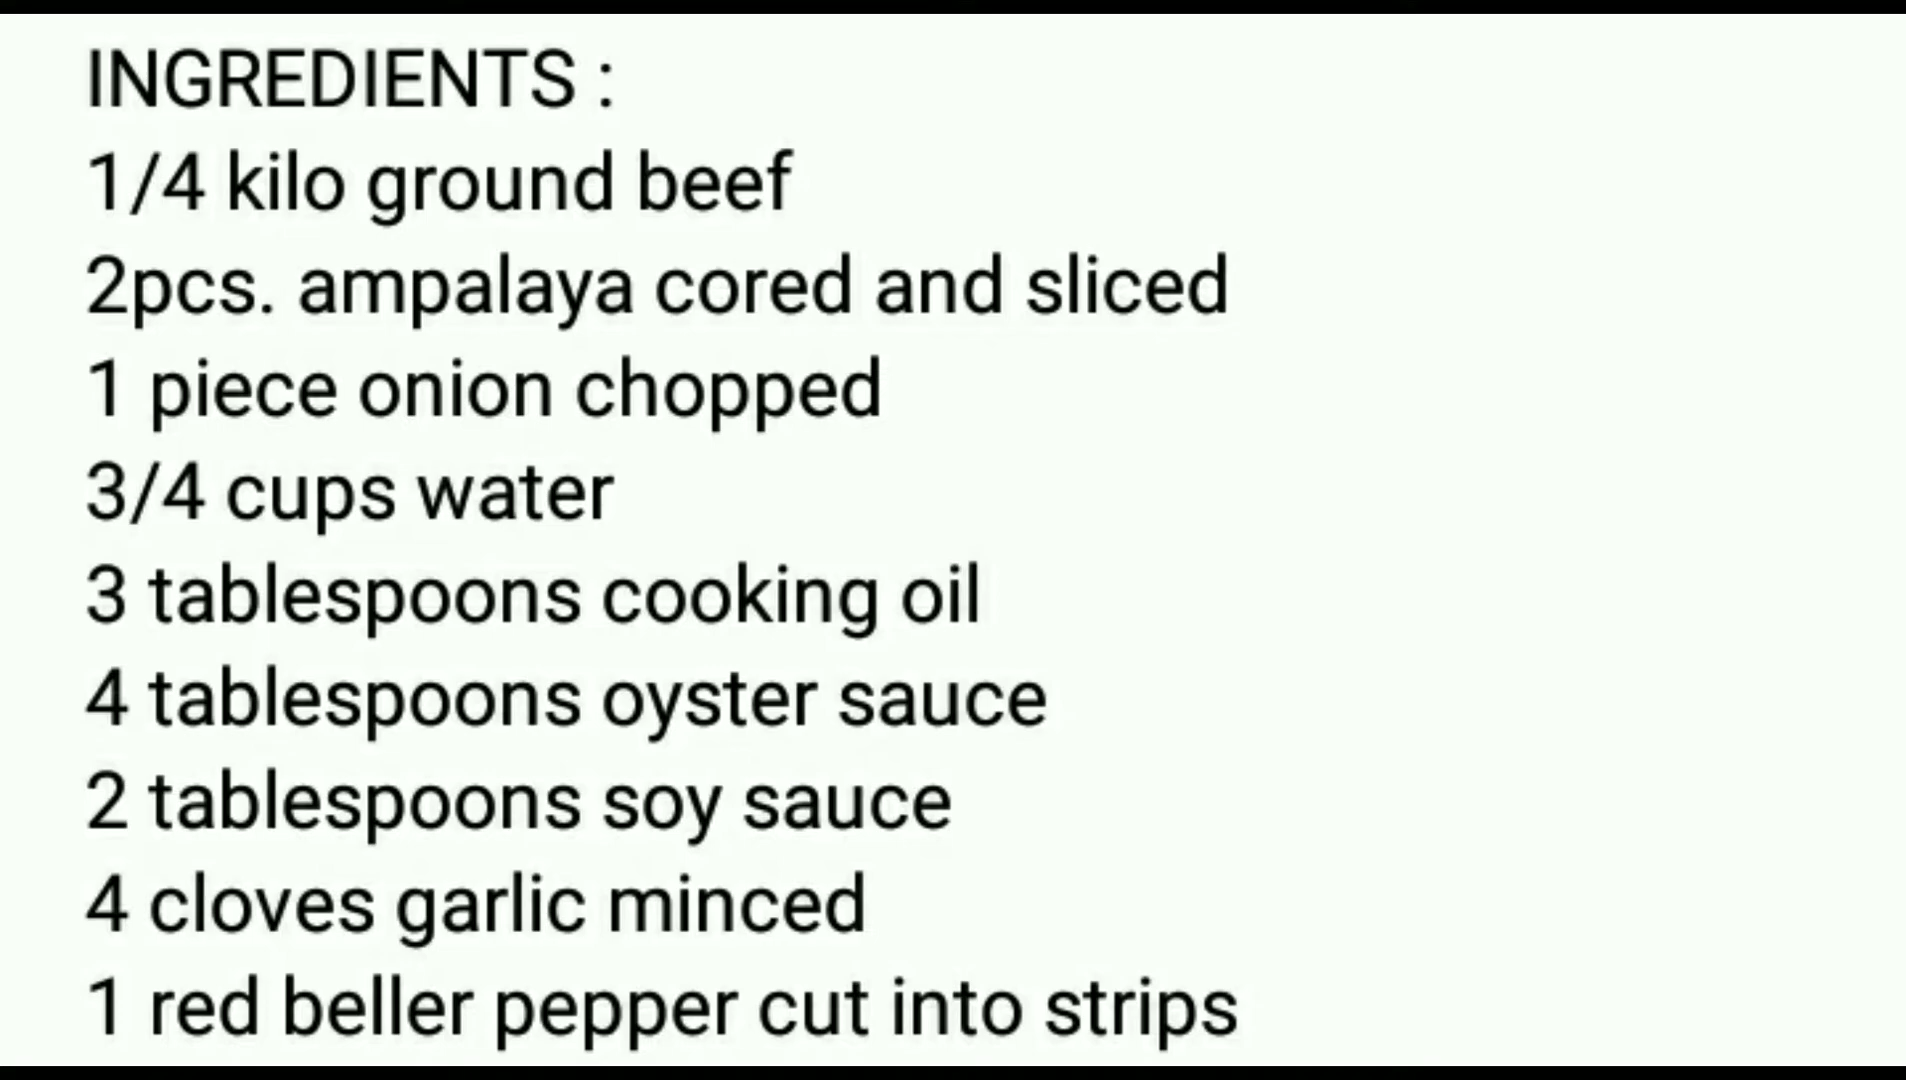 INGREDIENTS :
1/4 kilo ground beef
2pcs. ampalaya cored and sliced
1 piece onion chopped
3/4 cups water
3 tablespoons cooking oil
4 tablespoons oyster sauce
2 tablespoons soy sauce
4 cloves garlic minced
1 red beller pepper cut into strips